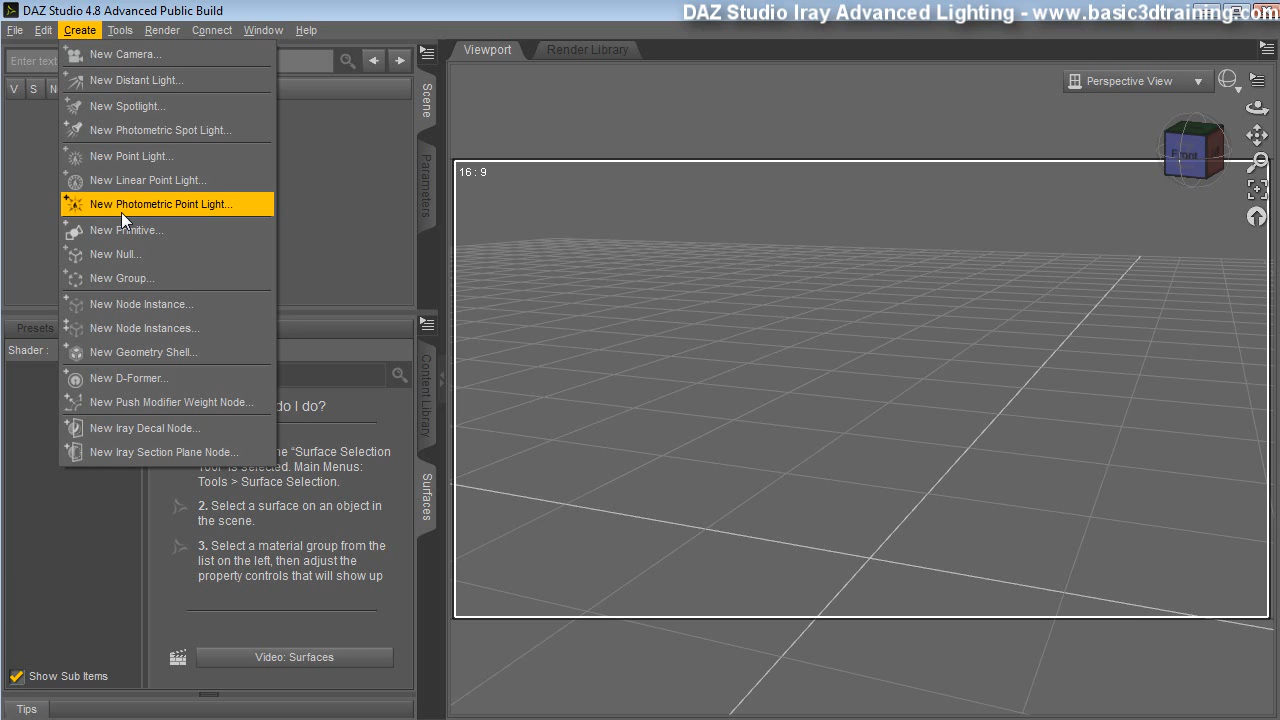 DAZ Studio 4.8 Advanced Public Build
DAZ Studio Iray Advanced Lighting - www.basic3dtraining.com
File Edit Create Tools Render Connect Window Help
Enter text
V S
New Camera...
New Distant Light...
New Spotlight...
New Photometric Spot Light...
New Point Light...
New Linear Point Light...
New Photometric Point Light...
New Primitive...
New Null...
New Group...
New Node Instance...
New Node Instances...
New Geometry Shell...
New D-Former...
New Push Modifier Weight Node...
New Iray Decal Node...
New Iray Section Plane Node...
Scene
Parameters
Presets
Shader :
Content Library
Surfaces
do I do?
"Surface Selection
Tool" is selected. Main Menus:
Tools > Surface Selection.
2. Select a surface on an object in
the scene.
3. Select a material group from the
list on the left, then adjust the
property controls that will show up
Video: Surfaces
Show Sub Items
Tips
Viewport
Render Library
Perspective View
Front
16 : 9